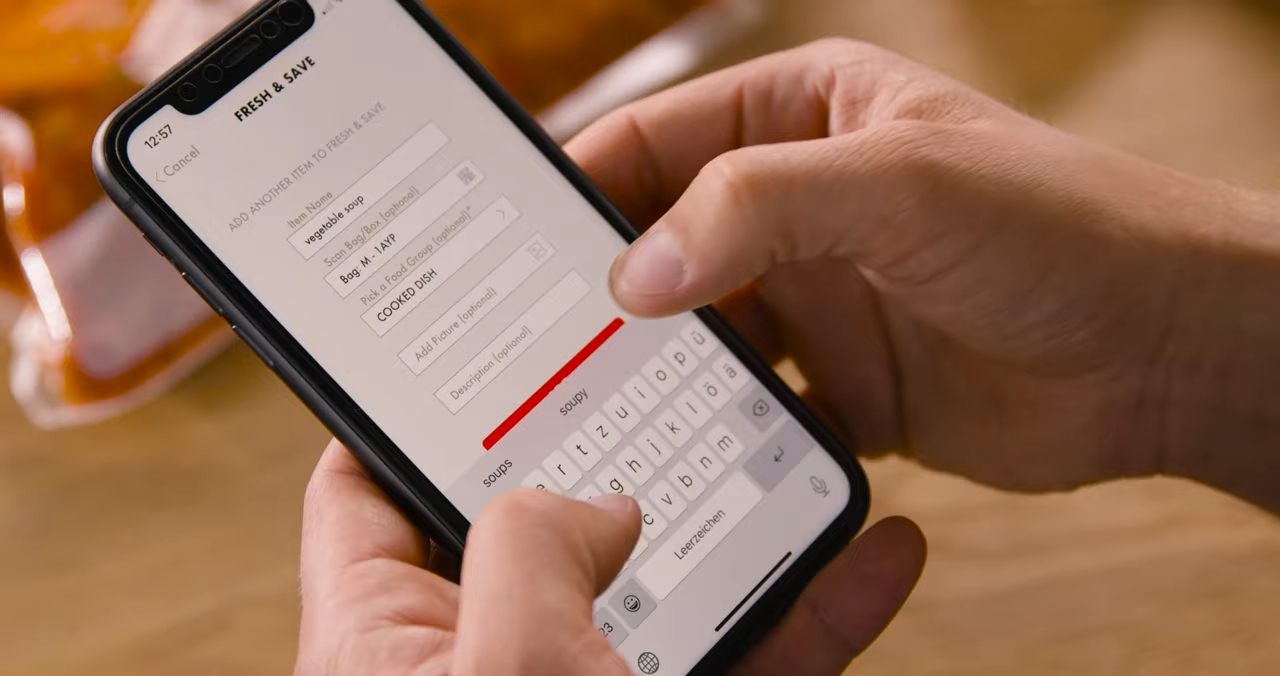 12:57
FRESH & SAVE
Cancel
ADD ANOTHER ITEM TO FRESH & SAVE
Item Name
vegetable soup
Scan Bag/Box (optional)
Bag: M - 1AYP
Pick a Food Group (optional)*
COOKED DISH
Add Picture (optional)
Description (optional)
soups soupy
e r t z u i o p ü
g h j k l ö ä
c v b n m
23 Leerzeichen